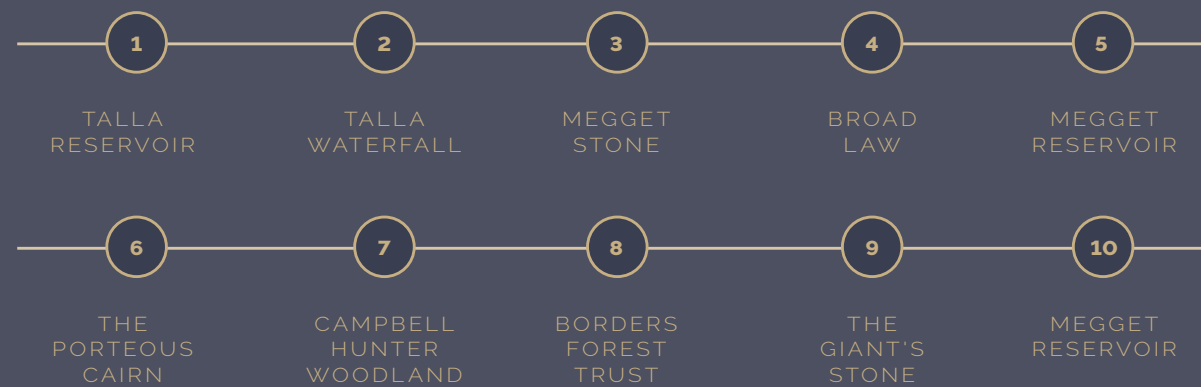 1 2 3 4 5
TALLA TALLA MEGGET BROAD MEGGET
RESERVOIR WATERFALL STONE LAW RESERVOIR
6 7 8 9 10
THE CAMPBELL BORDERS THE MEGGET
PORTEOUS HUNTER FOREST GIANT'S RESERVOIR
CAIRN WOODLAND TRUST STONE